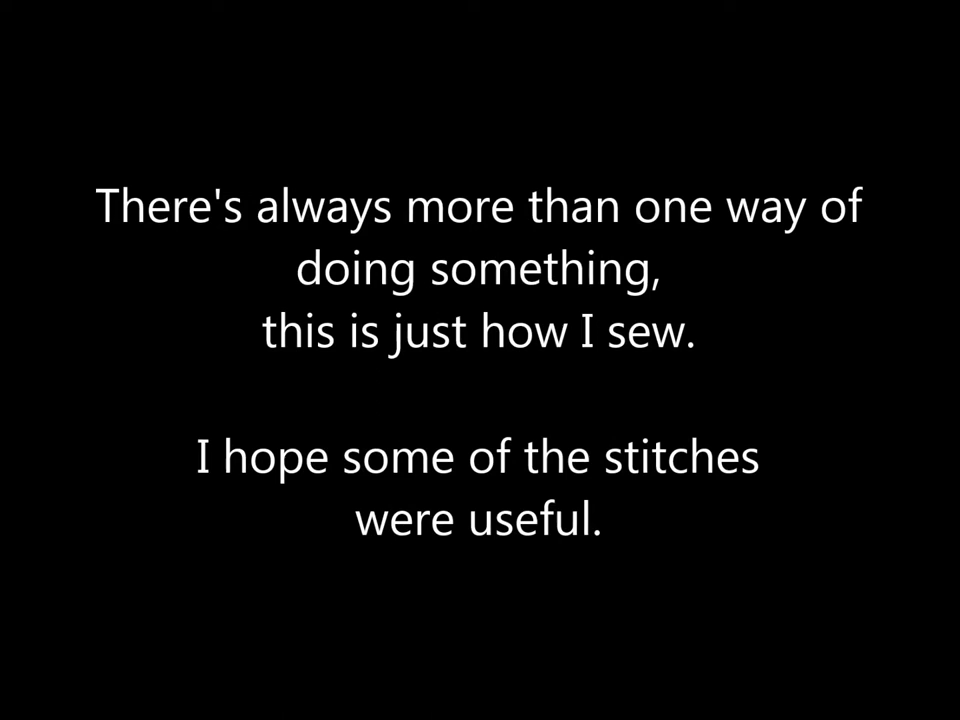 There's always more than one way of
doing something,
this is just how I sew.
I hope some of the stitches
were useful.